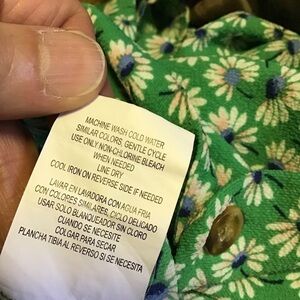 MACHINE WASH COLD WATER
SIMILAR COLORS, GENTLE CYCLE
USE ONLY NON-CHLORINE BLEACH
WHEN NEEDED
LINE DRY
COOL IRON ON REVERSE SIDE IF NEEDED
LAVAR EN LAVADORA CON AGUA FRIA
CON COLORES SIMILARES, CICLO DELICADO
USAR SOLO BLANQUEADOR SIN CLORO
CUANDO SE NECESITE
COLGAR PARA SECAR
PLANCHA TIBIA AL REVERSO SI SE NECESITA